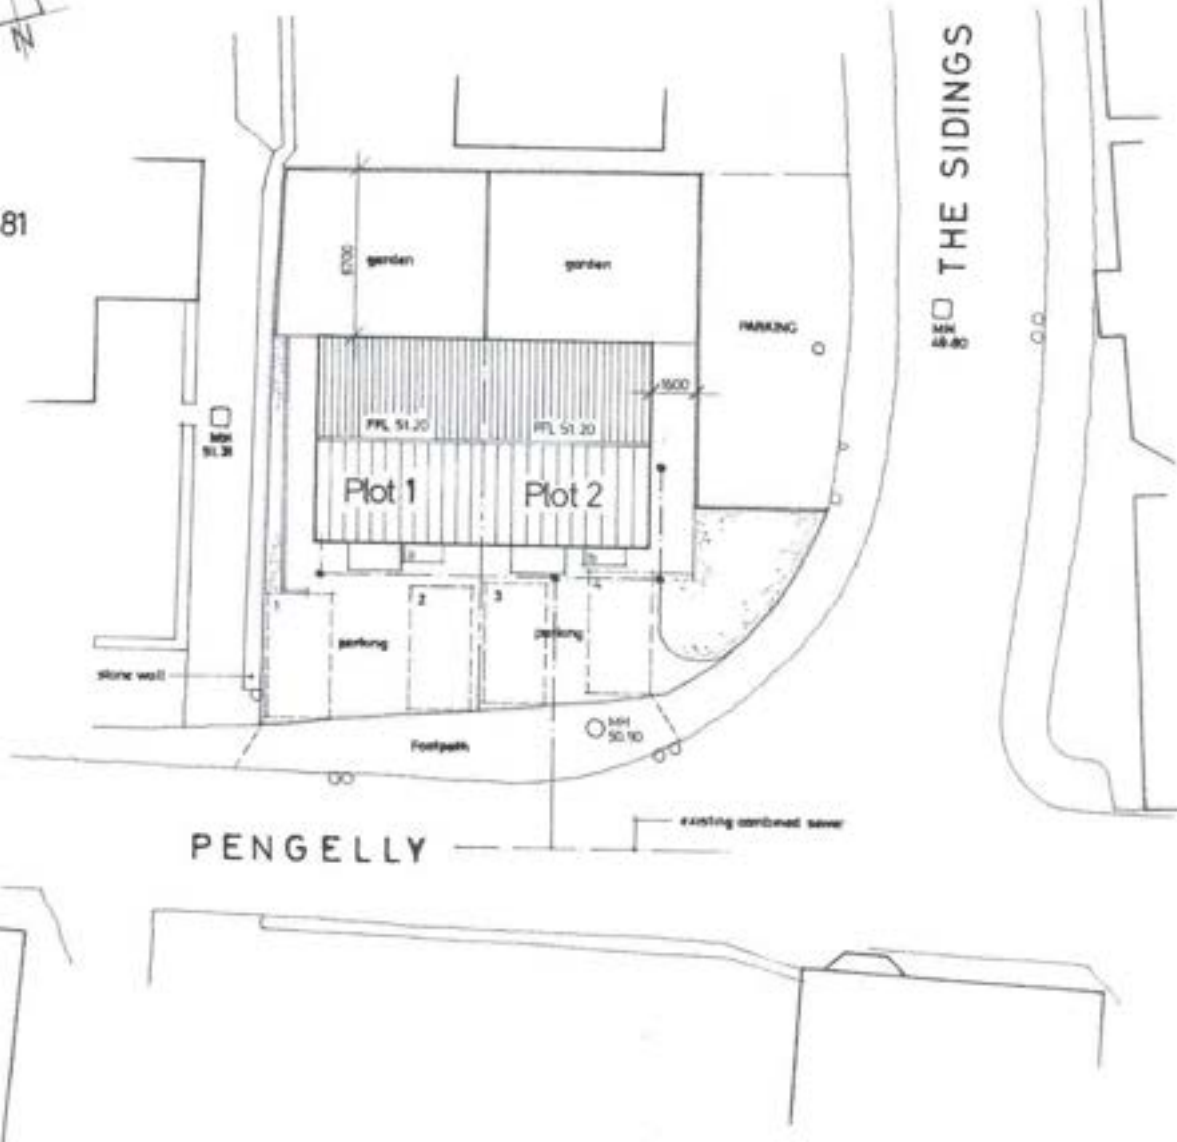 N
THE SIDINGS
81
6700
garden
garden
PARKING
MH
49.80
1600
FFL 51.20
FFL 51.20
MH
51.31
Plot 1
Plot 2
1
2
3
4
parking
parking
stone wall
MH
50.90
Footpath
existing combined sewer
PENGELLY